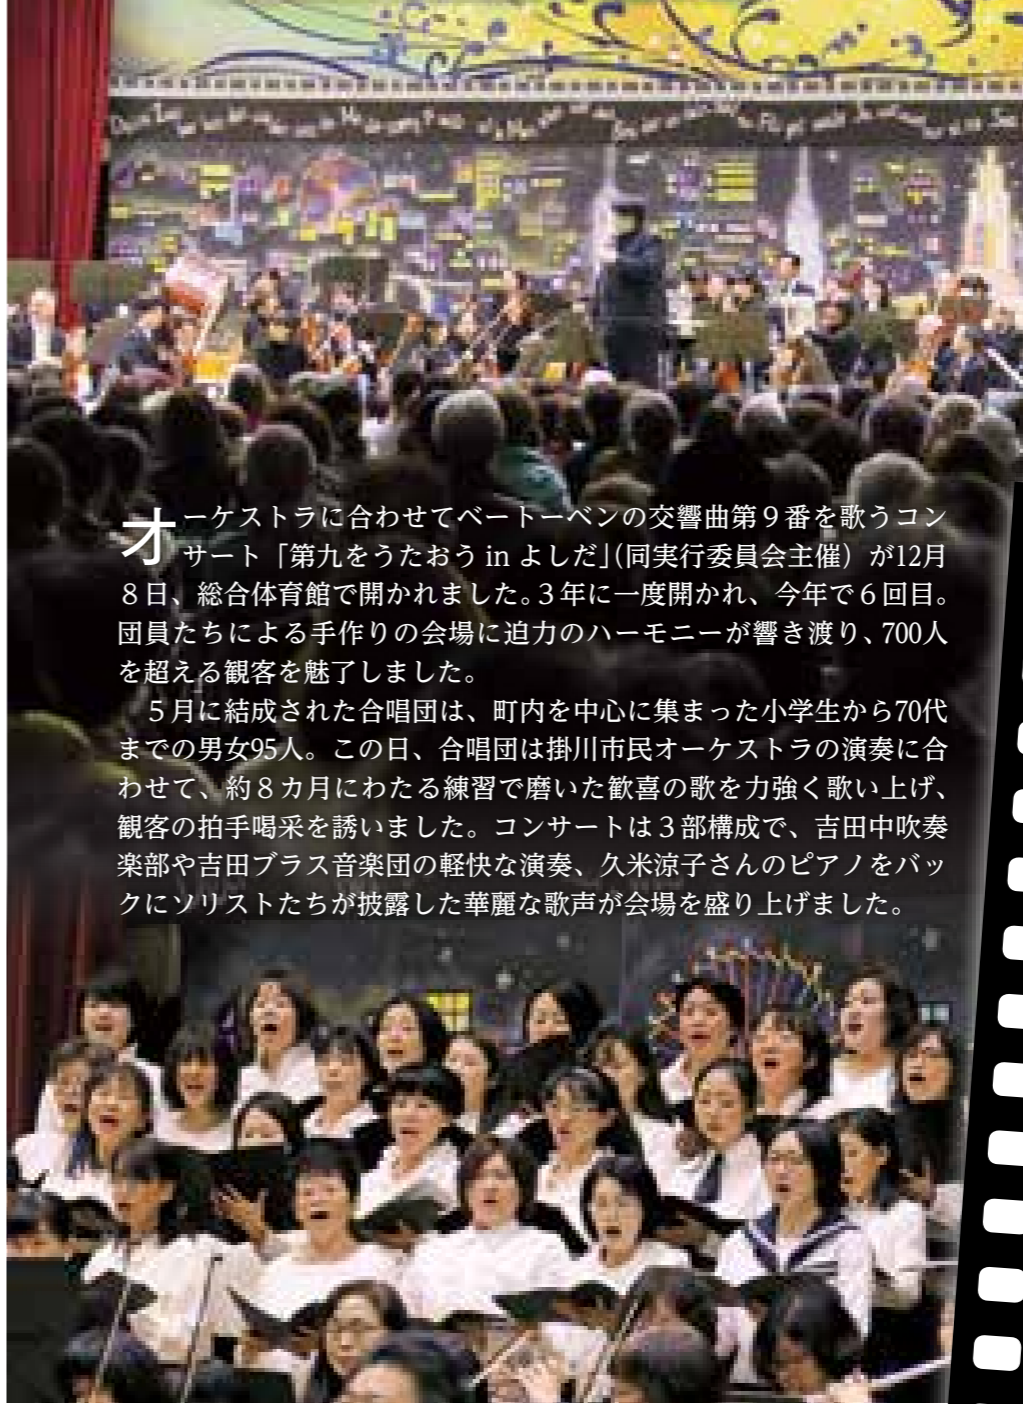 オーケストラに合わせてベートーベンの交響曲第９番を歌うコン
サート「第九をうたおう in よしだ」(同実行委員会主催）が12月
８日、総合体育館で開かれました。３年に一度開かれ、今年で６回目。
団員たちによる手作りの会場に迫力のハーモニーが響き渡り、700人
を超える観客を魅了しました。
５月に結成された合唱団は、町内を中心に集まった小学生から70代
までの男女95人。この日、合唱団は掛川市民オーケストラの演奏に合
わせて、約８カ月にわたる練習で磨いた歓喜の歌を力強く歌い上げ、
観客の拍手喝采を誘いました。コンサートは３部構成で、吉田中吹奏
楽部や吉田ブラス音楽団の軽快な演奏、久米涼子さんのピアノをバッ
クにソリストたちが披露した華麗な歌声が会場を盛り上げました。